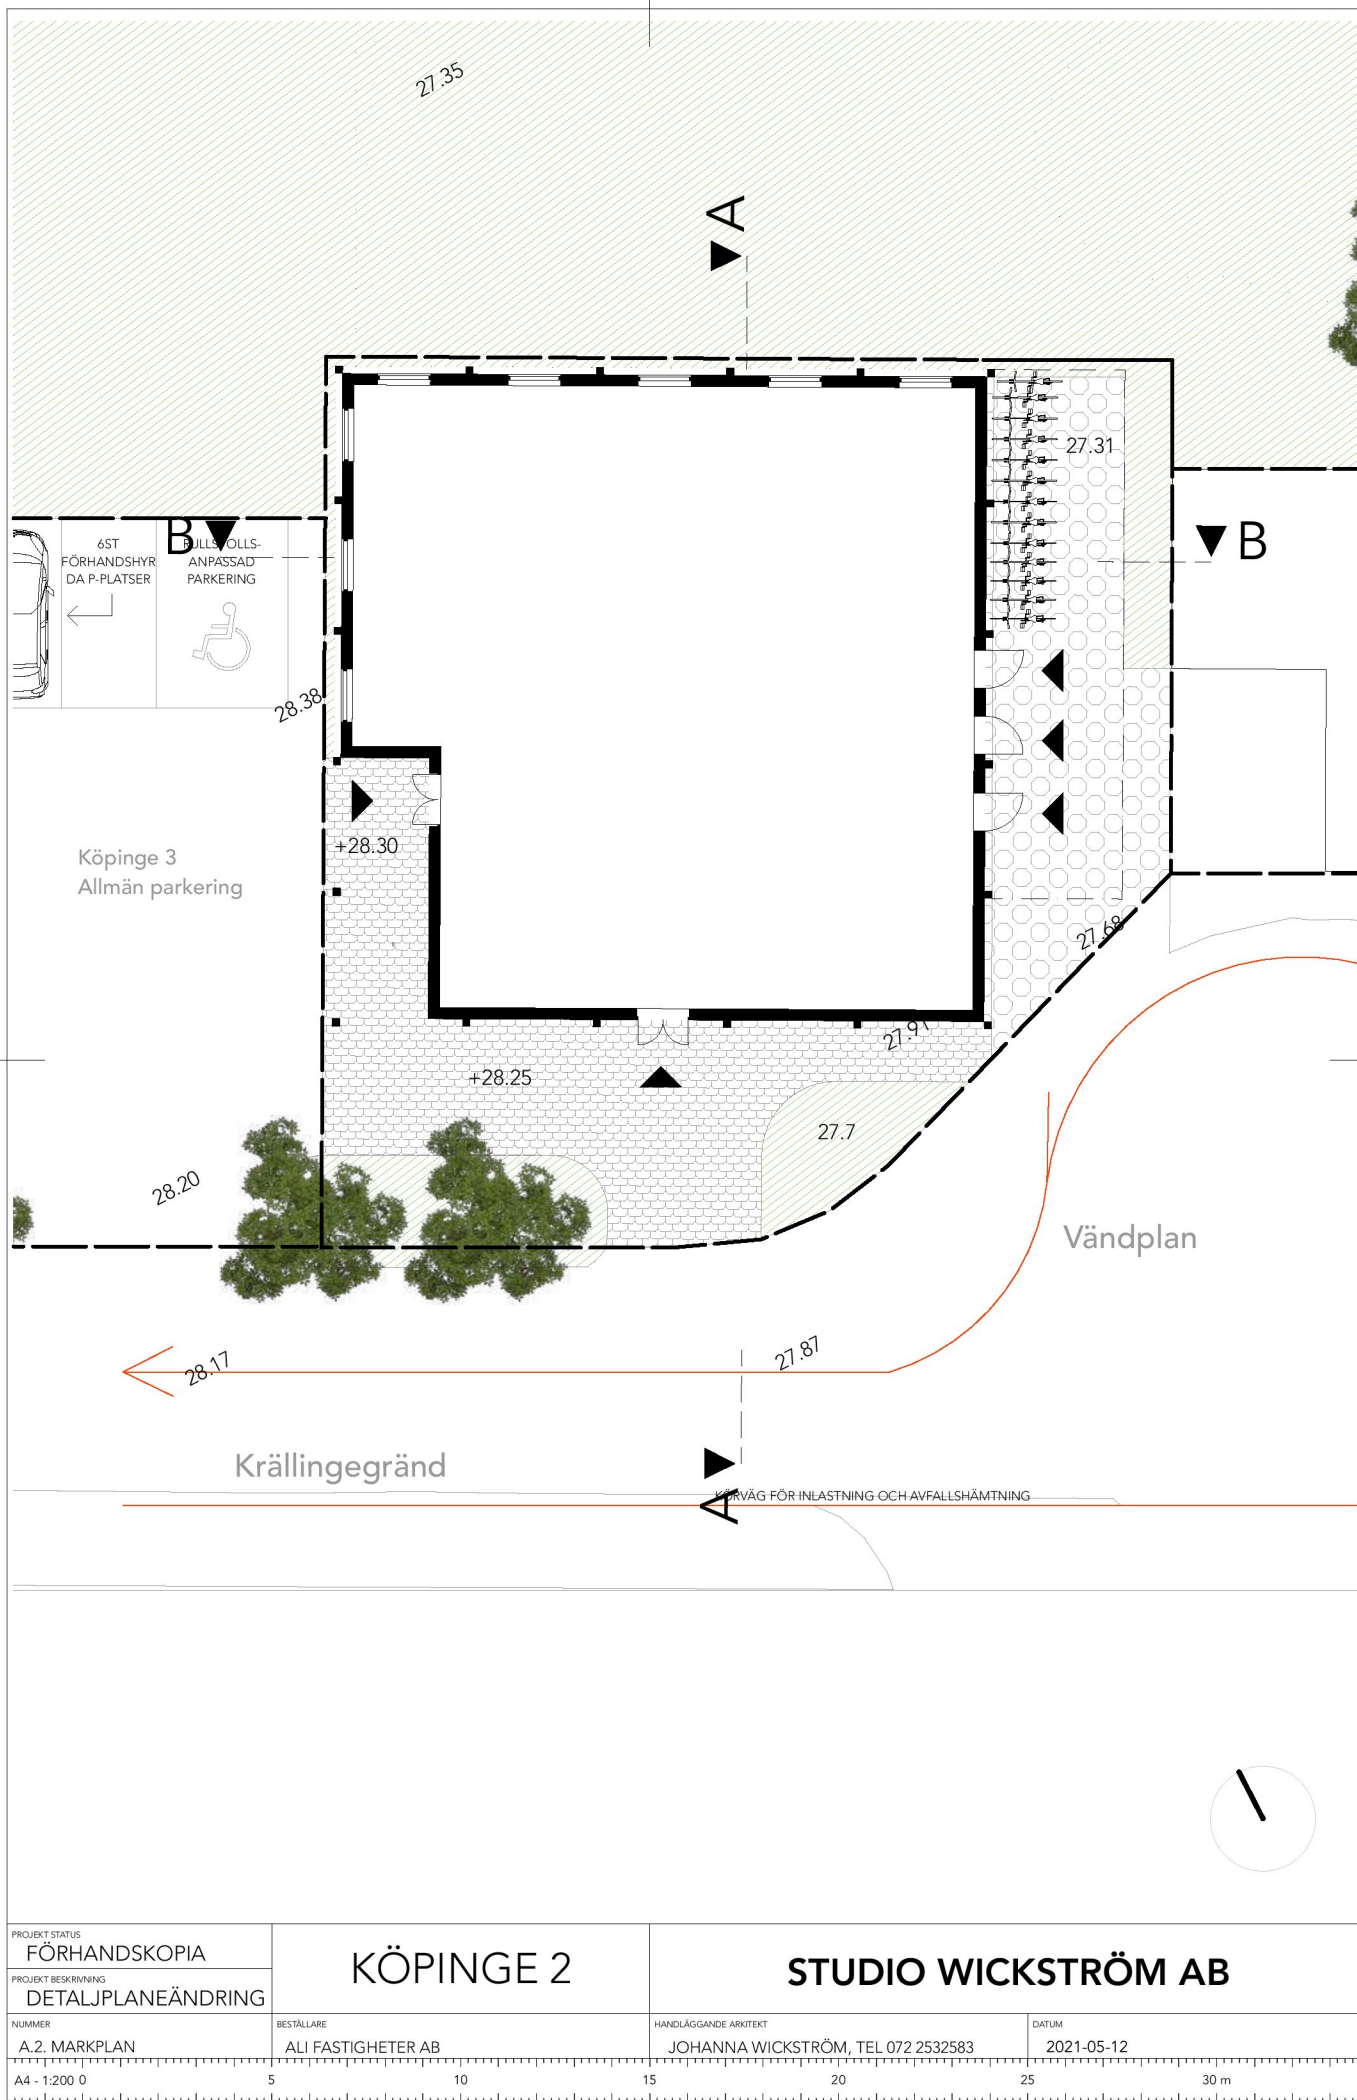 27.35
A
27.31
B
6ST
FÖRHANDSHYR
DA P-PLATSER
ANPASSAD
PARKERING
B
28.38
+28.30
Köpinge 3
Allmän parkering
27.68
27.91
+28.25
27.7
28.20
Vändplan
28.17
27.87
Krällingegränd
KÖRVÄG FÖR INLASTNING OCH AVFALLSHÄMTNING
A
PROJEKT STATUS
FÖRHANDSKOPIA
PROJEKT BESKRIVNING
DETALJPLANEÄNDRING
KÖPINGE 2
STUDIO WICKSTRÖM AB
NUMMER
A.2. MARKPLAN
BESTÄLLARE
ALI FASTIGHETER AB
HANDLÄGGANDE ARKITEKT
JOHANNA WICKSTRÖM, TEL 072 2532583
DATUM
2021-05-12
A4 - 1:200 0 5 10 15 20 25 30 m